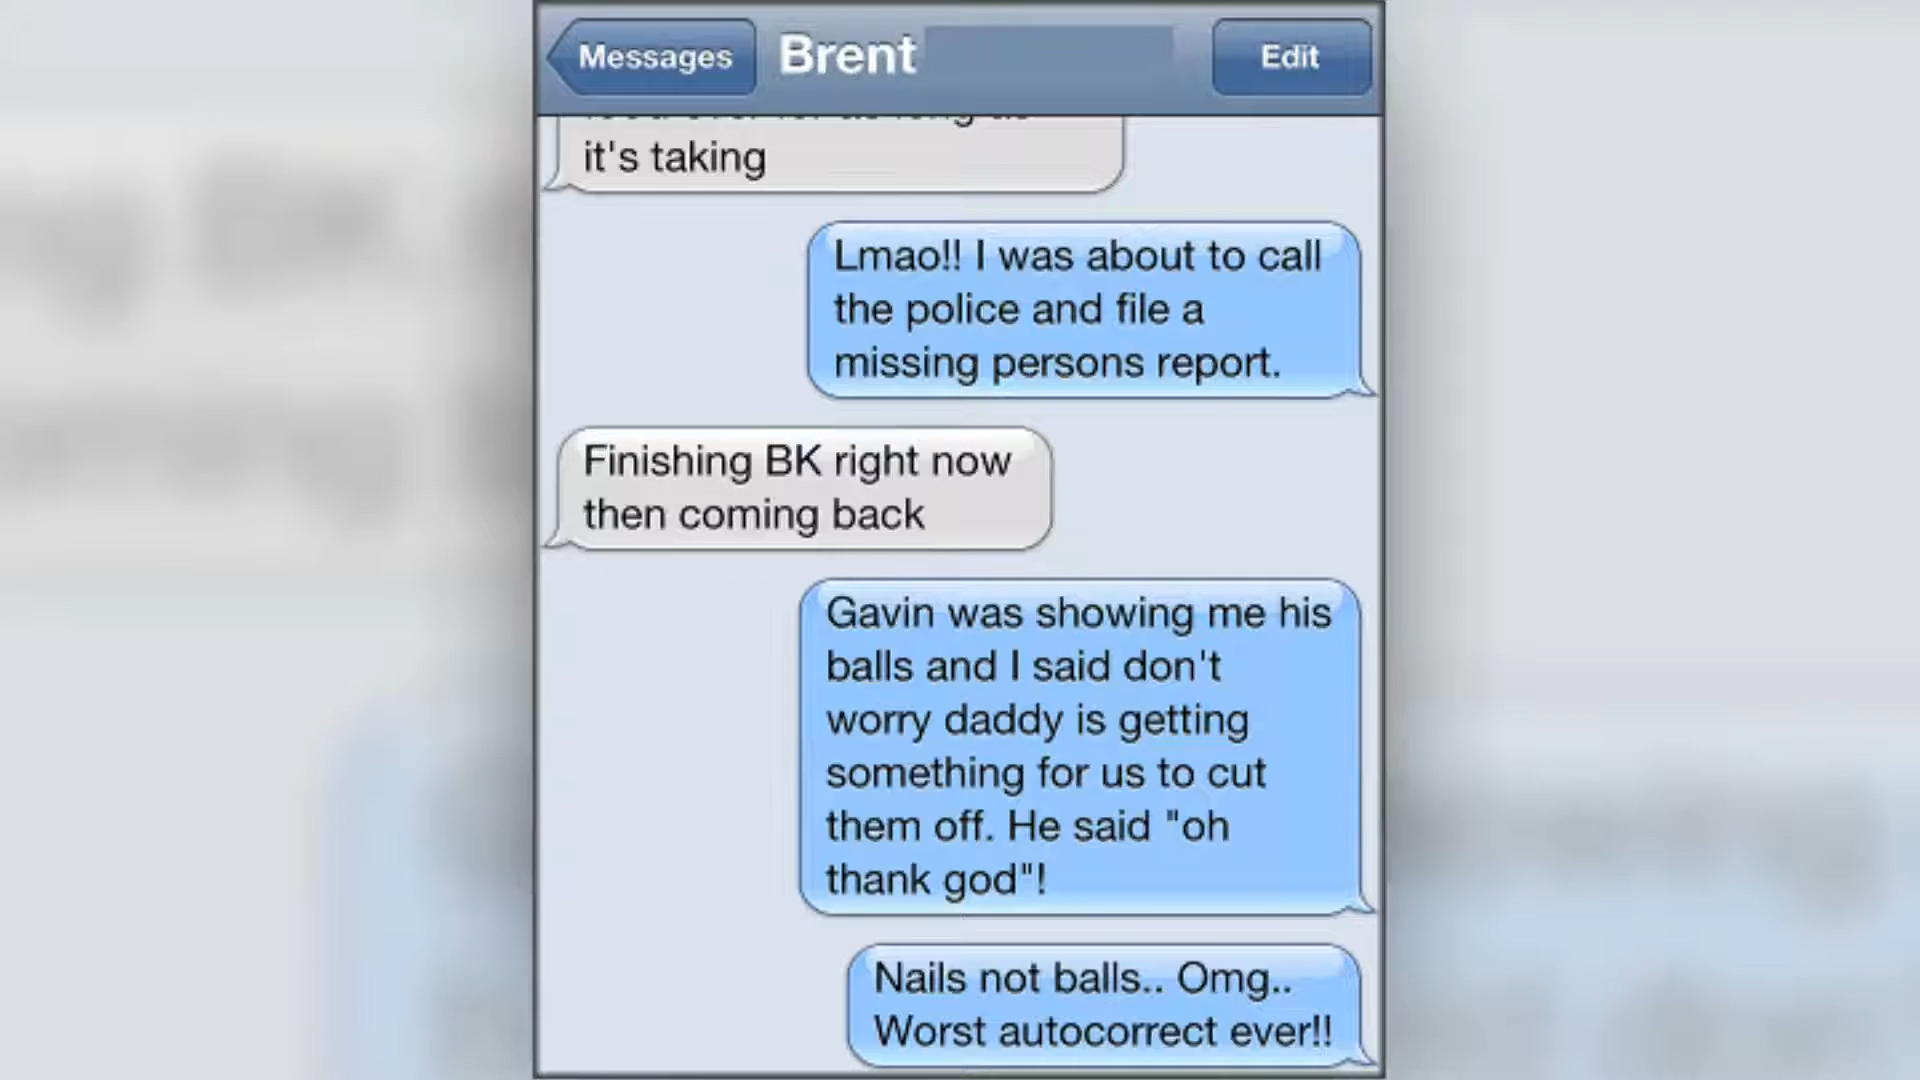 Messages
Brent
Edit
it's taking
Lmao!! I was about to call
the police and file a
missing persons report.
Finishing BK right now
then coming back
Gavin was showing me his
balls and I said don't
worry daddy is getting
something for us to cut
them off. He said "oh
thank god"!
Nails not balls.. Omg..
Worst autocorrect ever!!